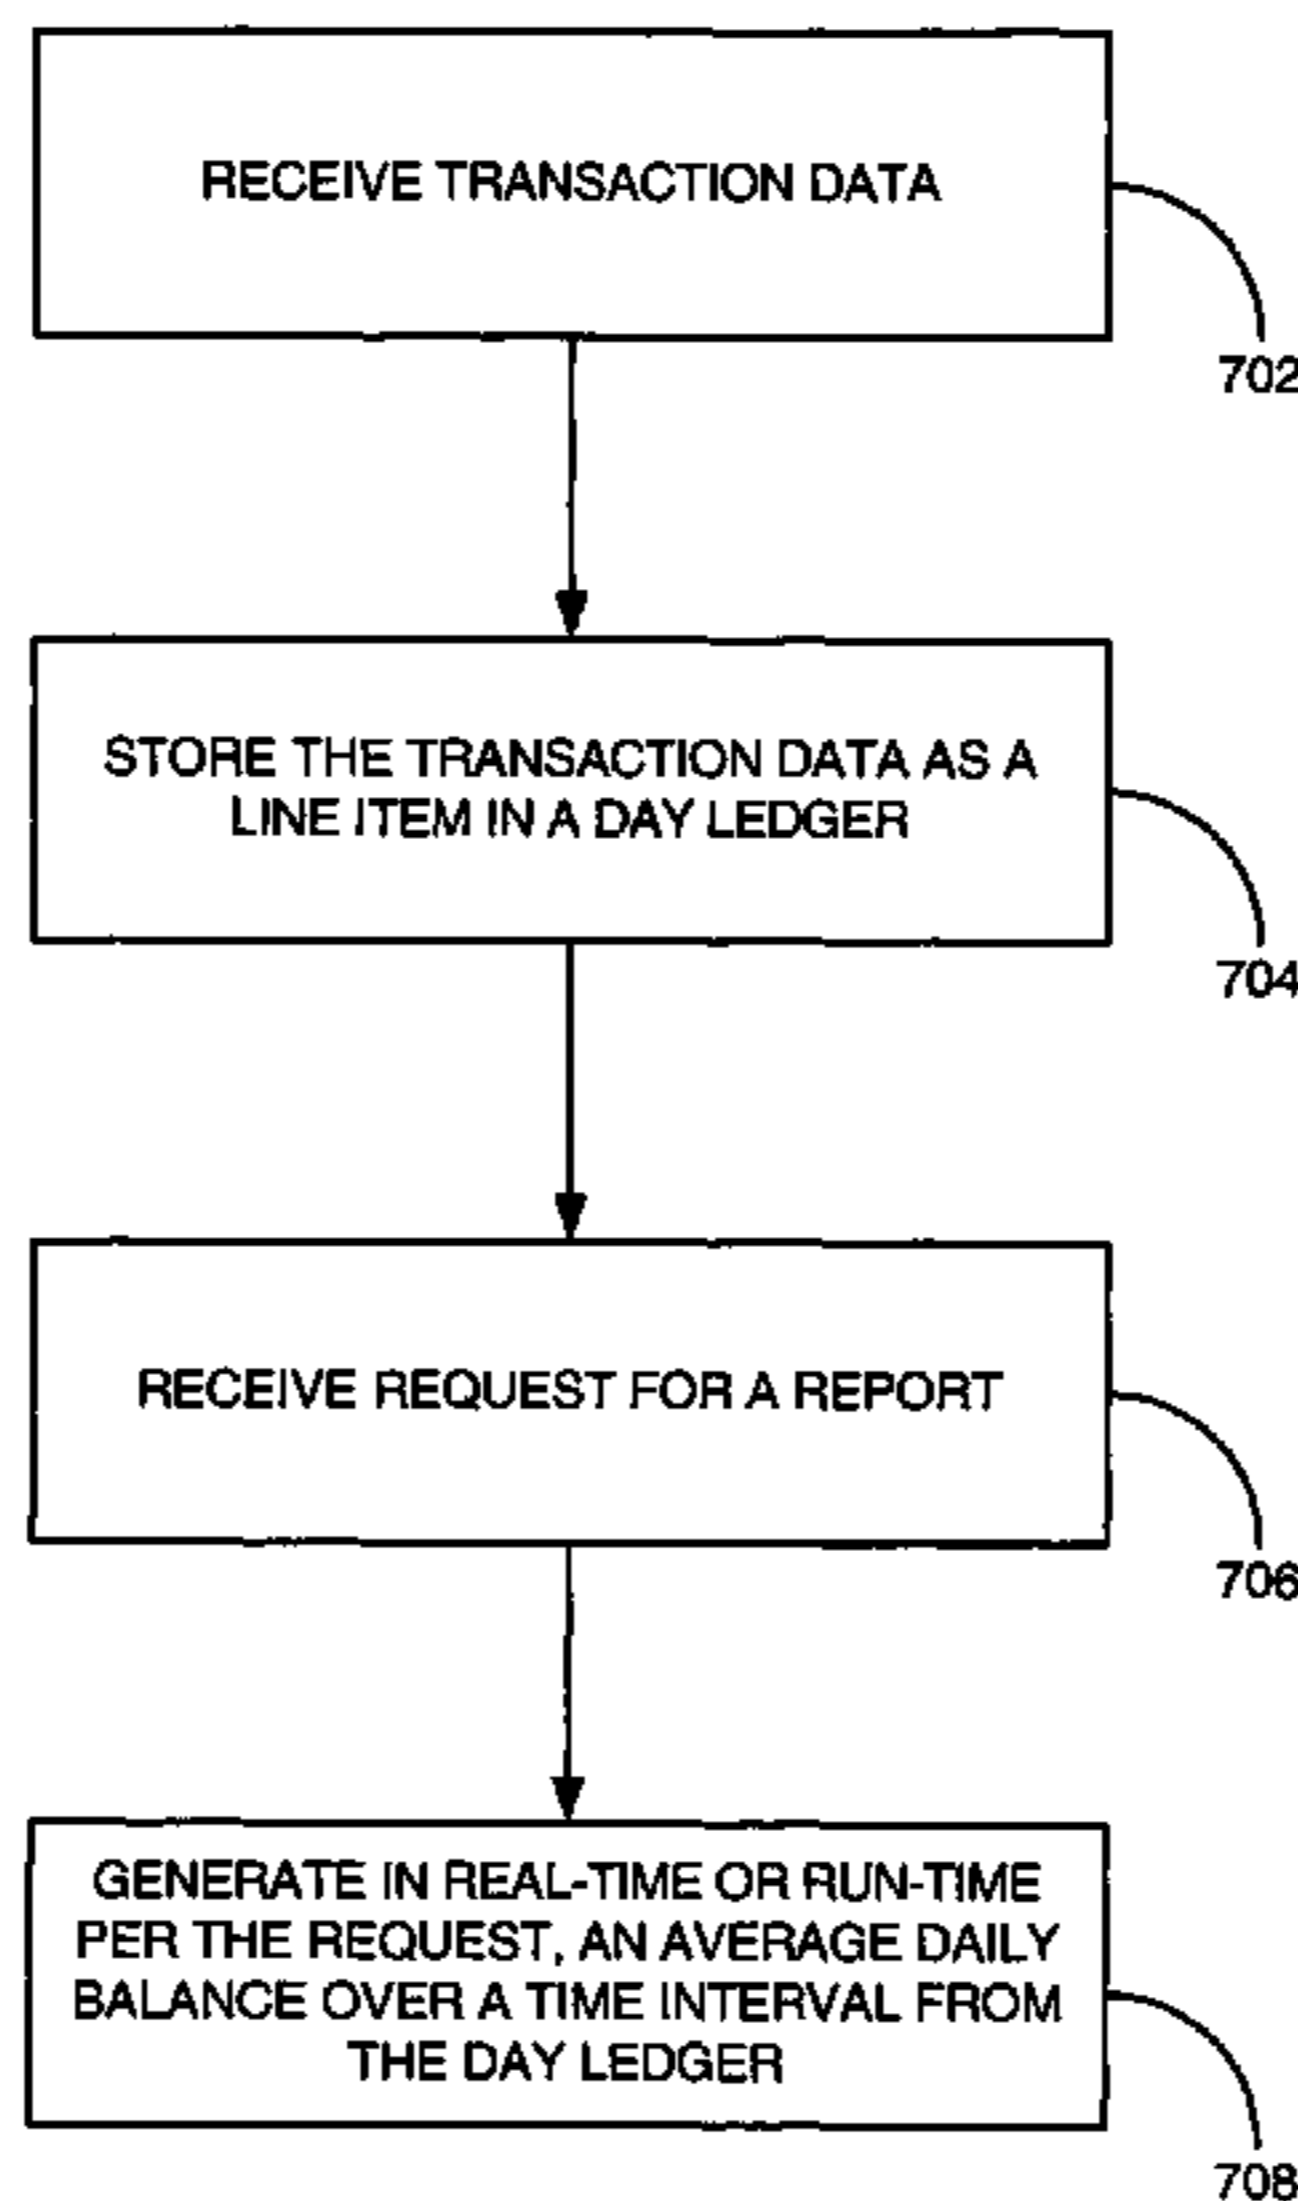 RECEIVE TRANSACTION DATA
702
STORE THE TRANSACTION DATA AS A
LINE ITEM IN A DAY LEDGER
704
RECEIVE REQUEST FOR A REPORT
706
GENERATE IN REAL-TIME OR RUN-TIME
PER THE REQUEST, AN AVERAGE DAILY
BALANCE OVER A TIME INTERVAL FROM
THE DAY LEDGER
708